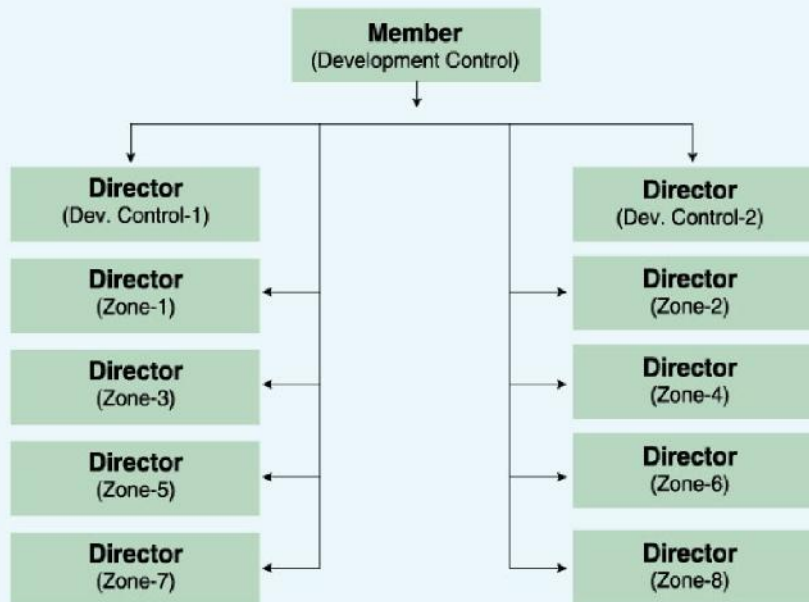 Member
(Development Control)
Director
(Dev. Control-1)
Director
(Dev. Control-2)
Director
(Zone-1)
Director
(Zone-2)
Director
(Zone-3)
Director
(Zone-4)
Director
(Zone-5)
Director
(Zone-6)
Director
(Zone-7)
Director
(Zone-8)